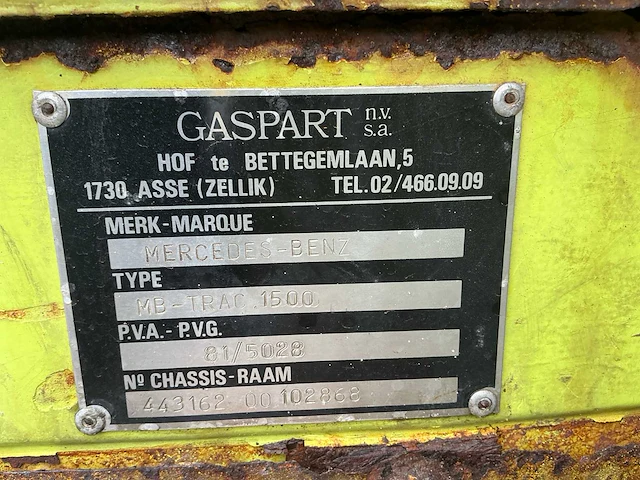 GASPART n.v. s.a.
HOF te BETTEGEMLAAN,5
1730 ASSE (ZELLIK) TEL.02/466.09.09
MERK-MARQUE
MERCEDES-BENZ
TYPE
MB-TRAC 1500
P.V.A.- P.V.G.
81/5028
Nº CHASSIS-RAAM
443162 00 102868